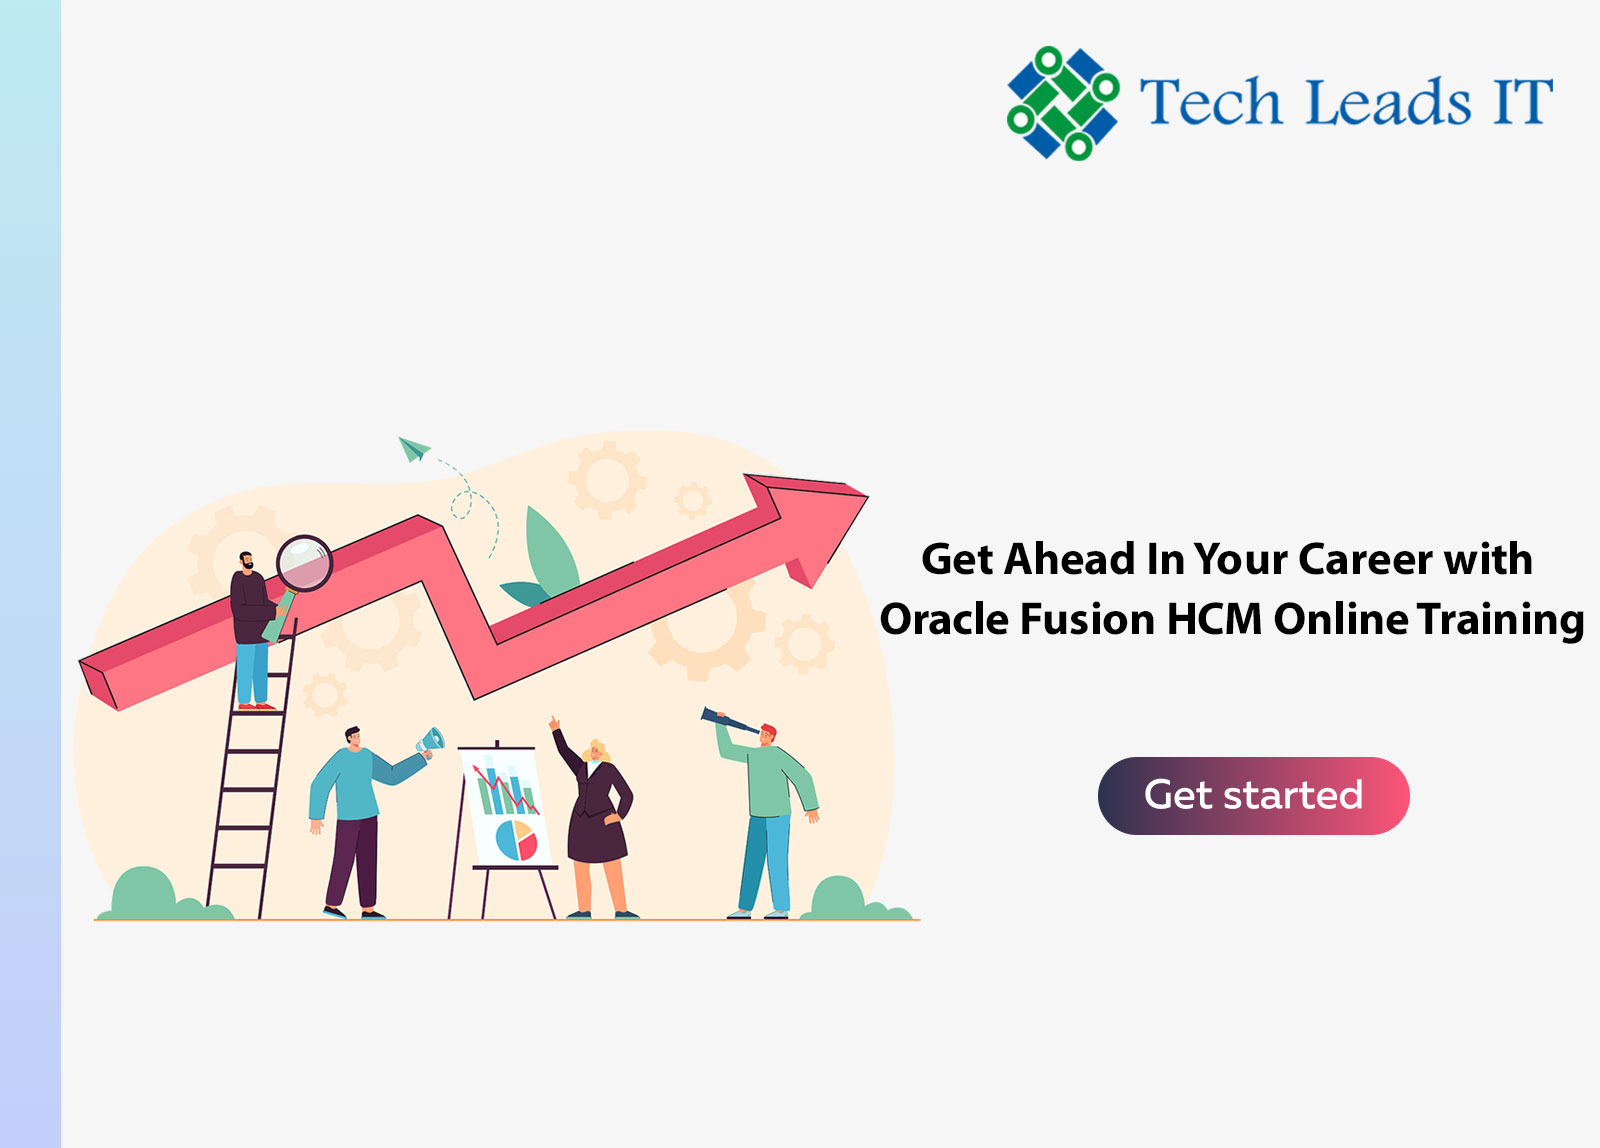 Tech Leads IT
Get Ahead In Your Career with
Oracle Fusion HCM Online Training
Get started